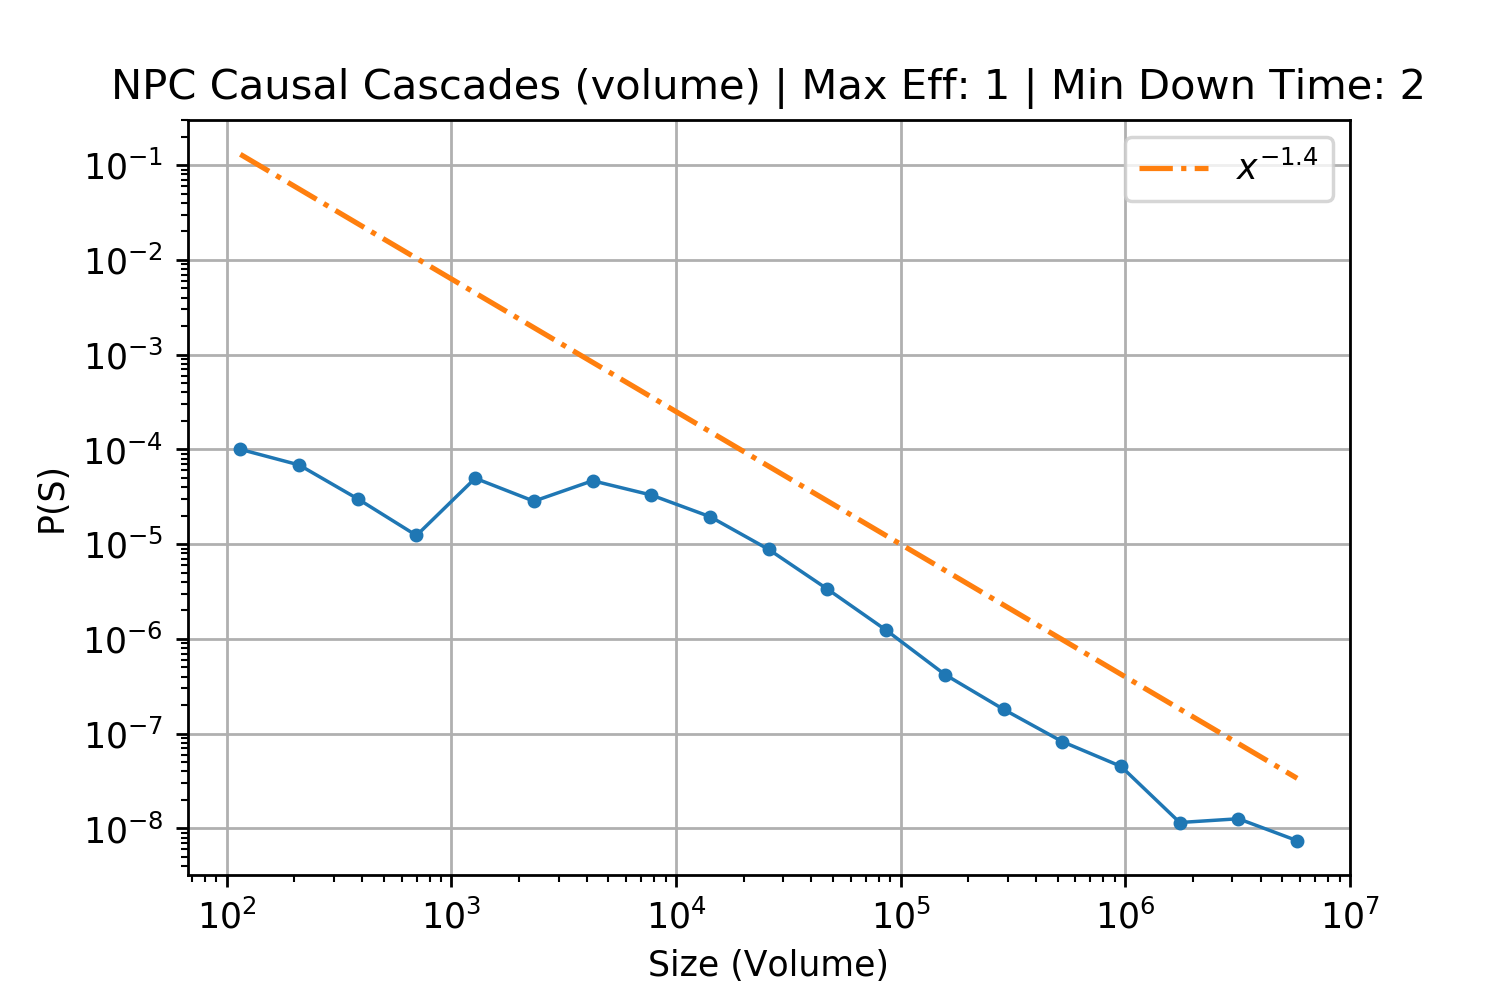 NPC Causal Cascades (volume) | Max Eff: 1 | Min Down Time: 2
x^{-1.4}
10^{-1}
10^{-2}
10^{-3}
10^{-4}
10^{-5}
10^{-6}
10^{-7}
10^{-8}
P(S)
10^{2} 10^{3} 10^{4} 10^{5} 10^{6} 10^{7}
Size (Volume)